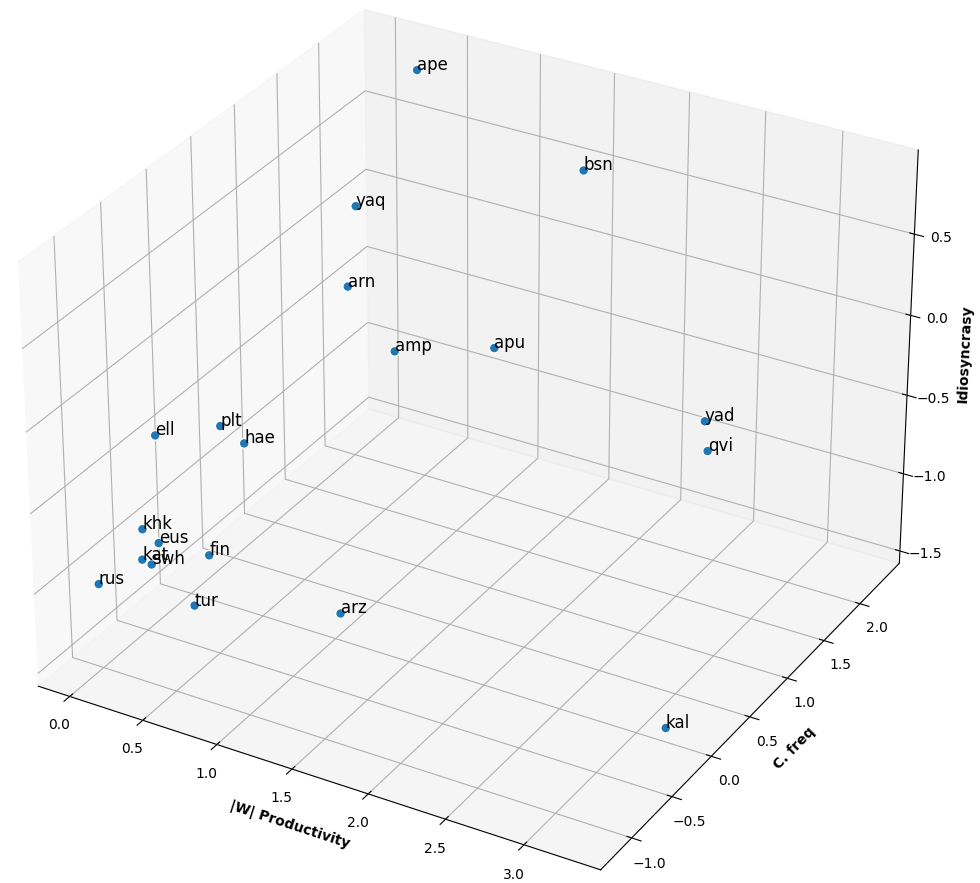 ape
bsn
yaq
0.5
arn
0.0
apu
amp
Idiosyncrasy
−0.5
yad
plt
ell
hae
qvi
−1.0
khk
eus
fin
kat
swh
−1.5
rus
tur
arz
2.0
1.5
1.0
kal
0.0
0.5
0.5
C. freq
1.0
0.0
1.5
|W| Productivity
2.0
−0.5
2.5
−1.0
3.0